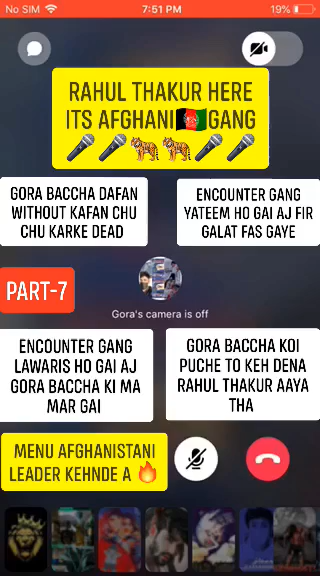 No SIM 7:51 PM 19%
RAHUL THAKUR HERE
ITS AFGHANI🇦🇫GANG
🎤🎤🐅🐅🎤🎤
GORA BACCHA DAFAN
WITHOUT KAFAN CHU
CHU KARKE DEAD
ENCOUNTER GANG
YATEEM HO GAI AJ FIR
GALAT FAS GAYE
PART-7
Gora's camera is off
ENCOUNTER GANG
LAWARIS HO GAI AJ
GORA BACCHA KI MA
MAR GAI
GORA BACCHA KOI
PUCHE TO KEH DENA
RAHUL THAKUR AAYA
THA
MENU AFGHANISTANI
LEADER KEHNDE A 🔥